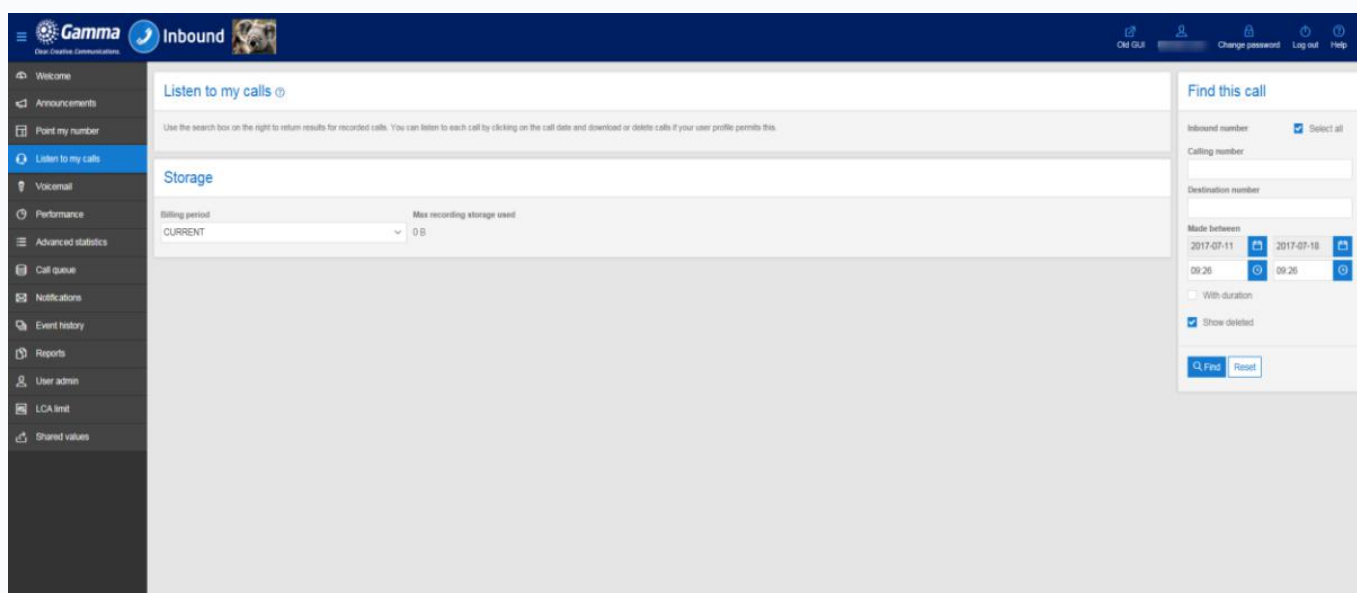 Gamma
Clear. Creative. Communications.
Inbound
Old GUI
Change password
Log out
Help
Welcome
Announcements
Point my number
Listen to my calls
Voicemail
Performance
Advanced statistics
Call queue
Notifications
Event history
Reports
User admin
LCA limit
Shared values
Listen to my calls
Use the search box on the right to return results for recorded calls. You can listen to each call by clicking on the call date and download or delete calls if your user profile permits this.
Storage
Billing period
Max recording storage used
CURRENT
0 B
Find this call
Inbound number
Select all
Calling number
Destination number
Made between
2017-07-11
2017-07-18
09:26
09:26
With duration
Show deleted
Find
Reset